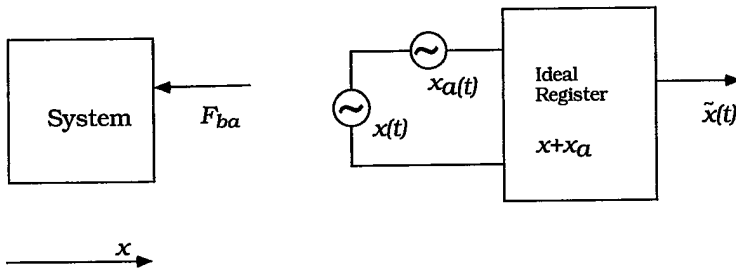 System
F_ba
x
x_a(t)
x(t)
Ideal
Register
x+x_a
x̃(t)